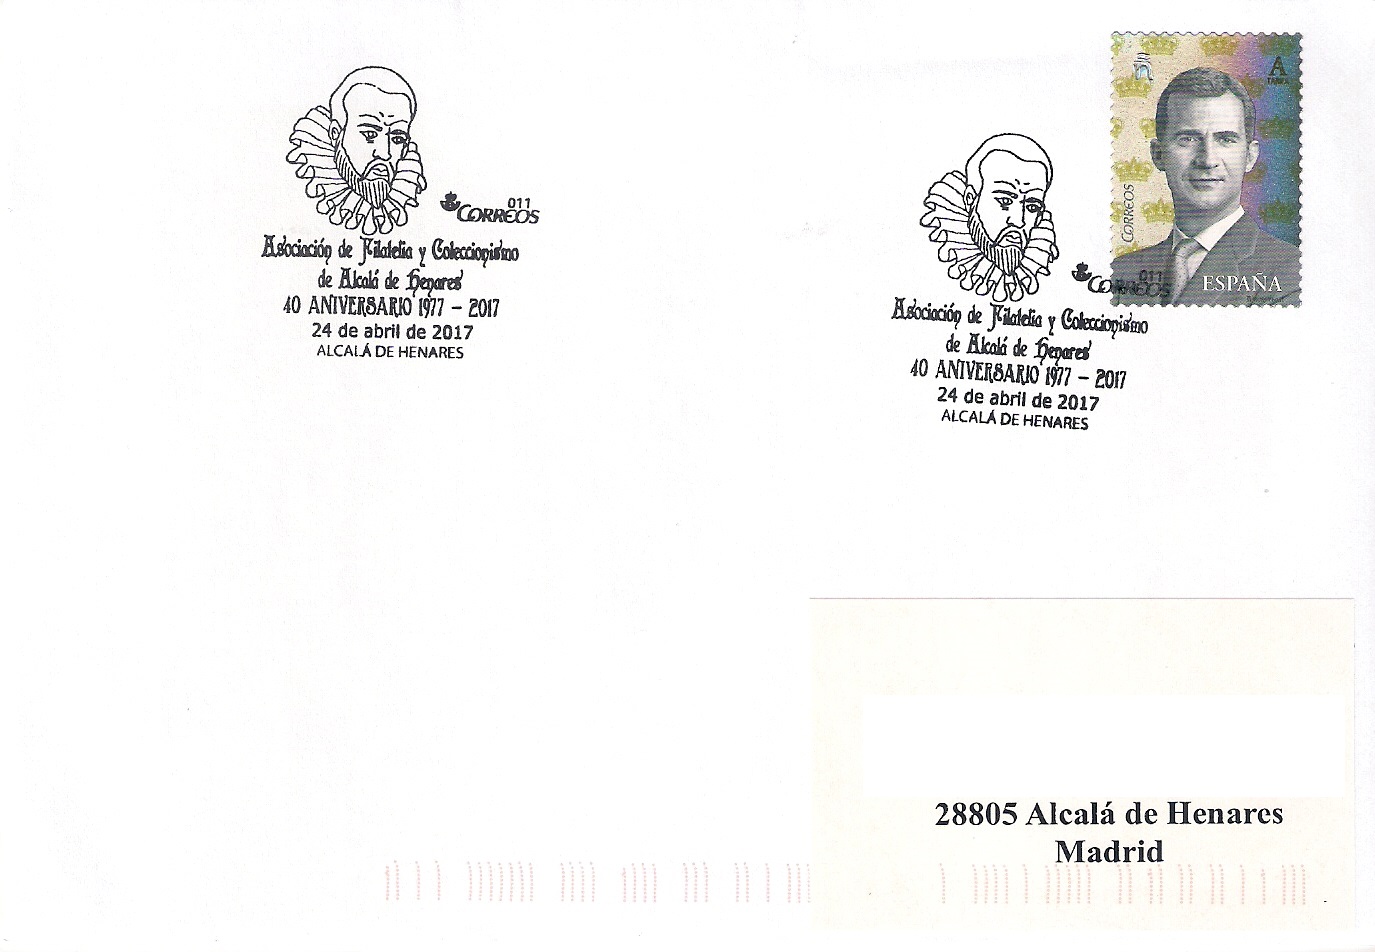 011
CORREOS
Asociación de Filatelia y Coleccionismo
de Alcalá de Henares
40 ANIVERSARIO 1977 - 2017
24 de abril de 2017
ALCALÁ DE HENARES
A
TARIFA
CORREOS
ESPAÑA
011
CORREOS
Asociación de Filatelia y Coleccionismo
de Alcalá de Henares
40 ANIVERSARIO 1977 - 2017
24 de abril de 2017
ALCALÁ DE HENARES
28805 Alcalá de Henares
Madrid